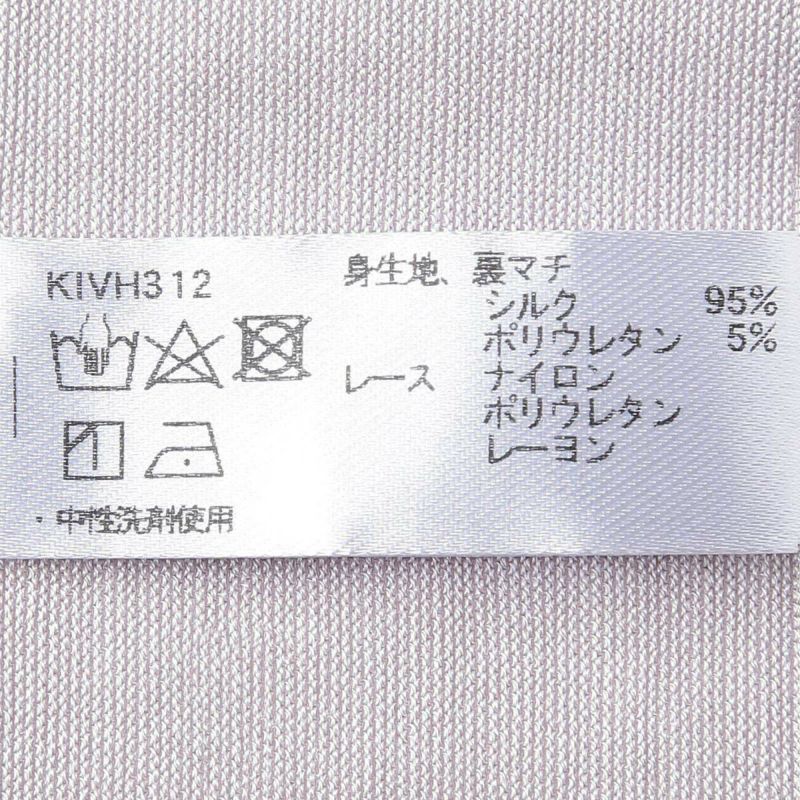 KIVH312
・中性洗剤使用
身生地、裏マチ
シルク 95%
ポリウレタン 5%
レース ナイロン
ポリウレタン
レーヨン